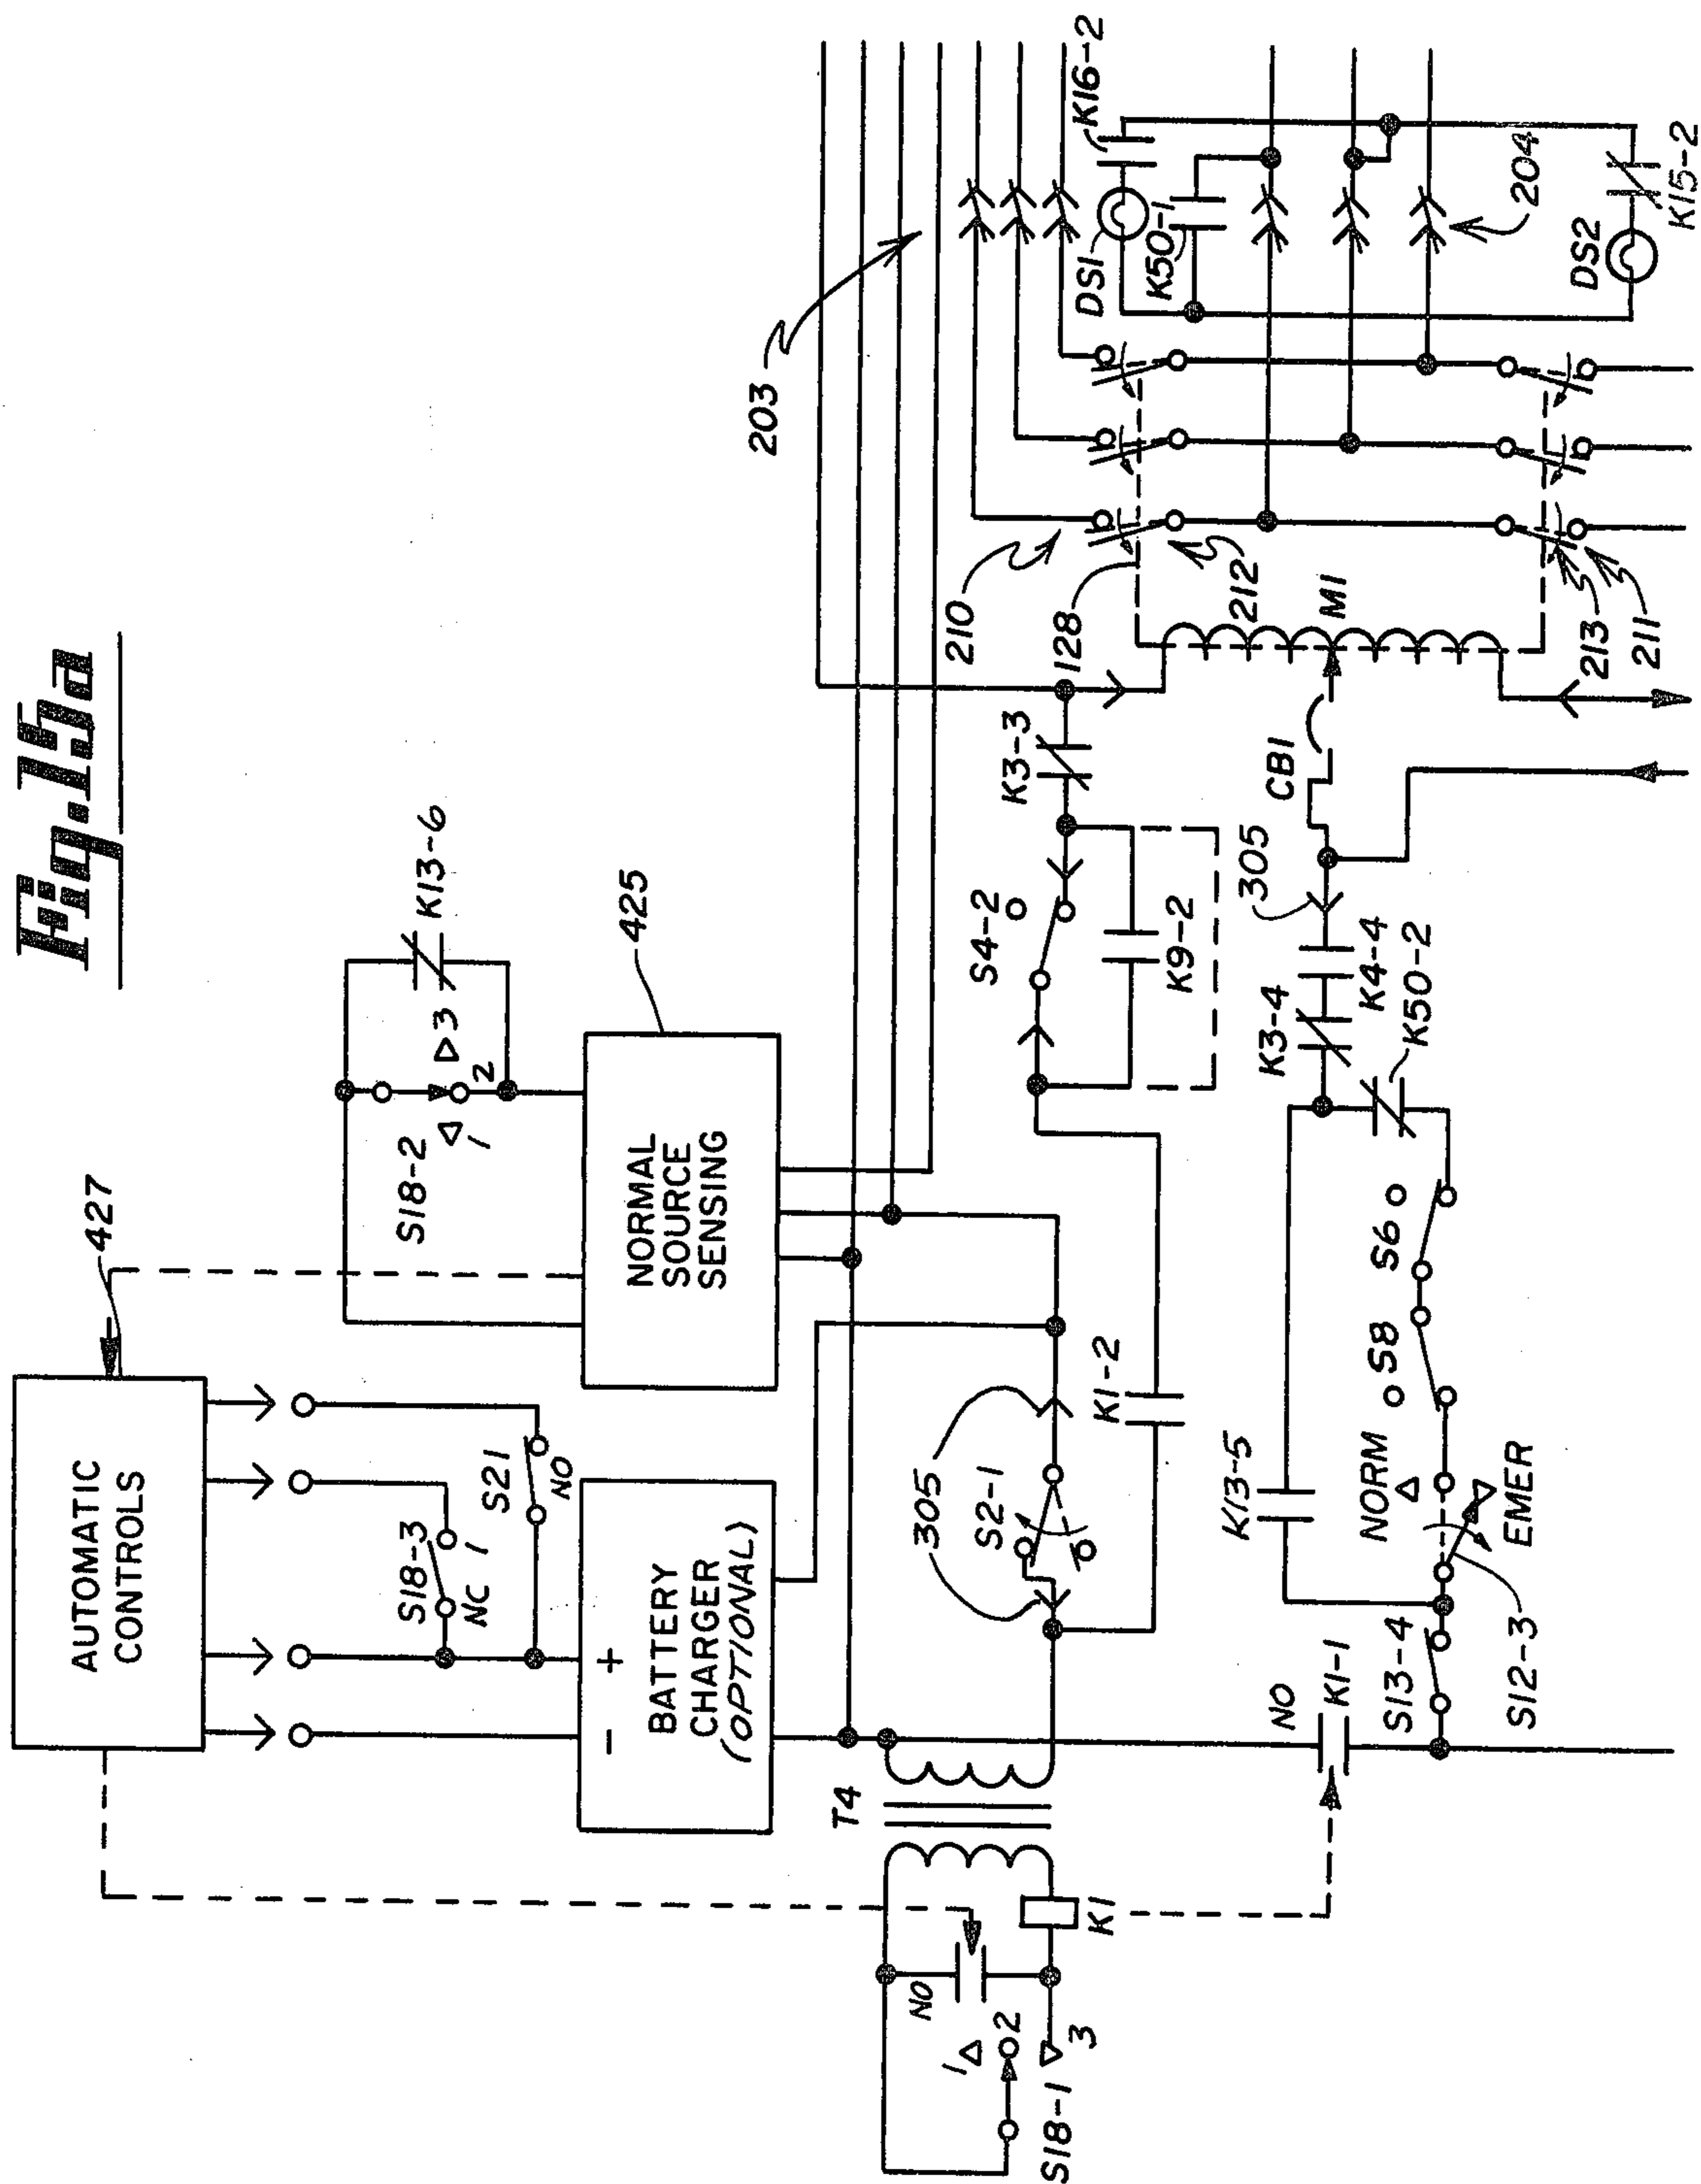 Fig.15a
427
AUTOMATIC
CONTROLS
S18-3
NC 1
S21
NO
S18-2
1
2
3
K13-6
425
BATTERY
CHARGER
(OPTIONAL)
-
+
NORMAL
SOURCE
SENSING
203
T4
NO
1
2
3
S18-1
K1
305
S2-1
K1-2
S4-2
K9-2
K3-3
128
210
212
DS1
K16-2
K50-1
204
DS2
K15-2
NO
K1-1
S13-4
S12-3
K13-5
NORM
EMER
S8
S6
K3-4
K4-4
K50-2
305
CB1
M1
213
211